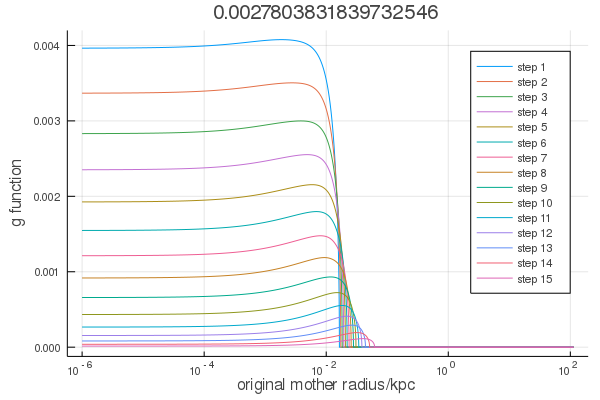 0.0027803831839732546
0.004
0.003
0.002
0.001
0.000
g function
10^-6
10^-4
10^-2
10^0
10^2
original mother radius/kpc
step 1
step 2
step 3
step 4
step 5
step 6
step 7
step 8
step 9
step 10
step 11
step 12
step 13
step 14
step 15